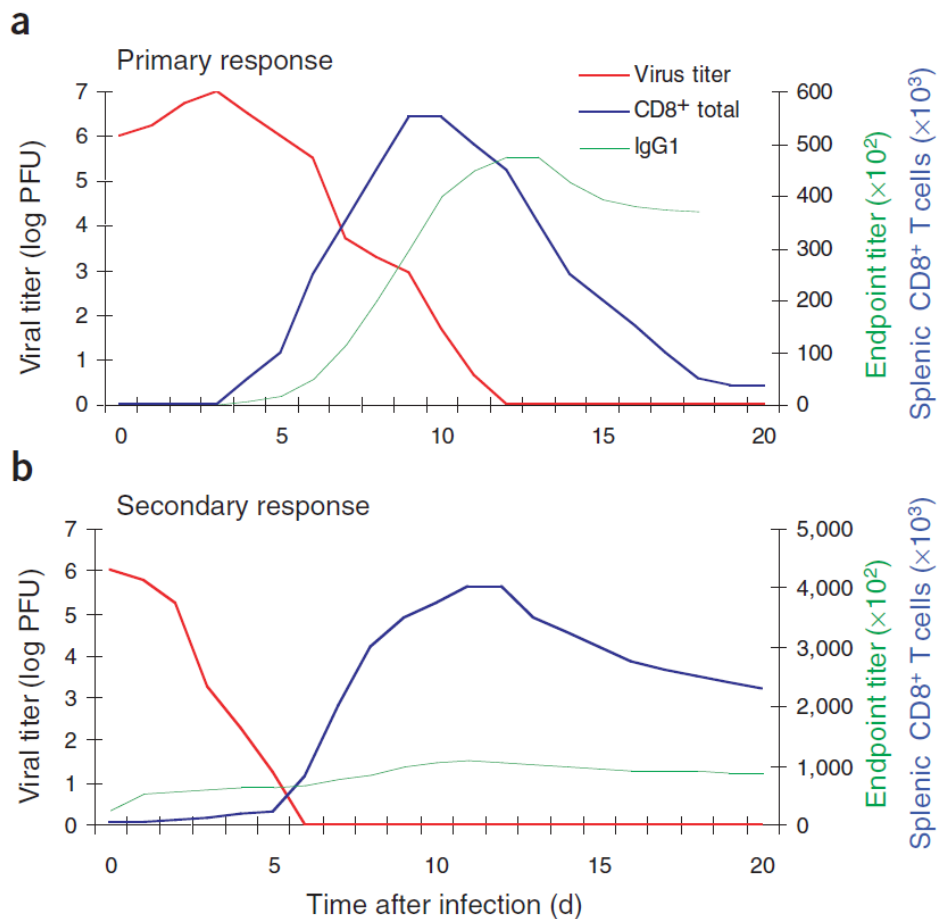 a
Primary response
Virus titer
CD8+ total
IgG1
7
6
5
4
3
2
1
0
Viral titer (log PFU)
600
500
400
300
200
100
0
Endpoint titer (×10²)
Splenic CD8+ T cells (×10³)
0 5 10 15 20
b
Secondary response
7
6
5
4
3
2
1
0
Viral titer (log PFU)
5,000
4,000
3,000
2,000
1,000
0
Endpoint titer (×10²)
Splenic CD8+ T cells (×10³)
0 5 10 15 20
Time after infection (d)